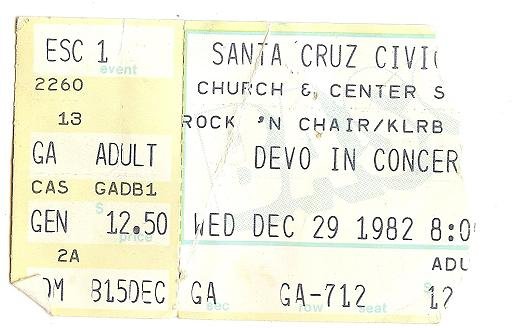 ESC 1
event
2260
13
GA ADULT
CAS GADB1
GEN $ 12.50
price
2A
815DEC
SANTA CRUZ CIVIC
CHURCH & CENTER S
ROCK 'N CHAIR/KLRB
DEVO IN CONCER
WED DEC 29 1982 8:0
ADU
GA GA-712 $ 12
sec row seat